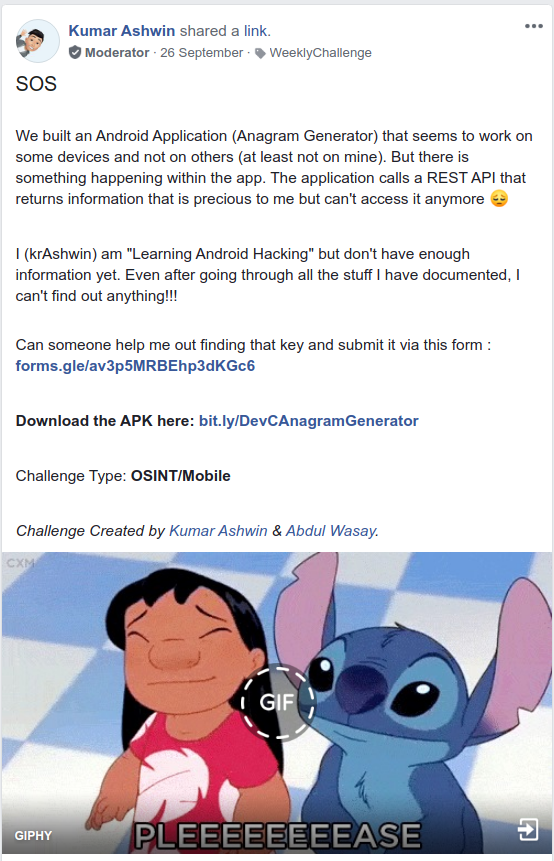 Kumar Ashwin shared a link.
Moderator · 26 September · WeeklyChallenge
SOS
We built an Android Application (Anagram Generator) that seems to work on
some devices and not on others (at least not on mine). But there is
something happening within the app. The application calls a REST API that
returns information that is precious to me but can't access it anymore 😔
I (krAshwin) am "Learning Android Hacking" but don't have enough
information yet. Even after going through all the stuff I have documented, I
can't find out anything!!!
Can someone help me out finding that key and submit it via this form :
forms.gle/av3p5MRBEhp3dKGc6
Download the APK here: bit.ly/DevCAnagramGenerator
Challenge Type: OSINT/Mobile
Challenge Created by Kumar Ashwin & Abdul Wasay.
CXM
GIF
PLEEEEEEEEASE
GIPHY